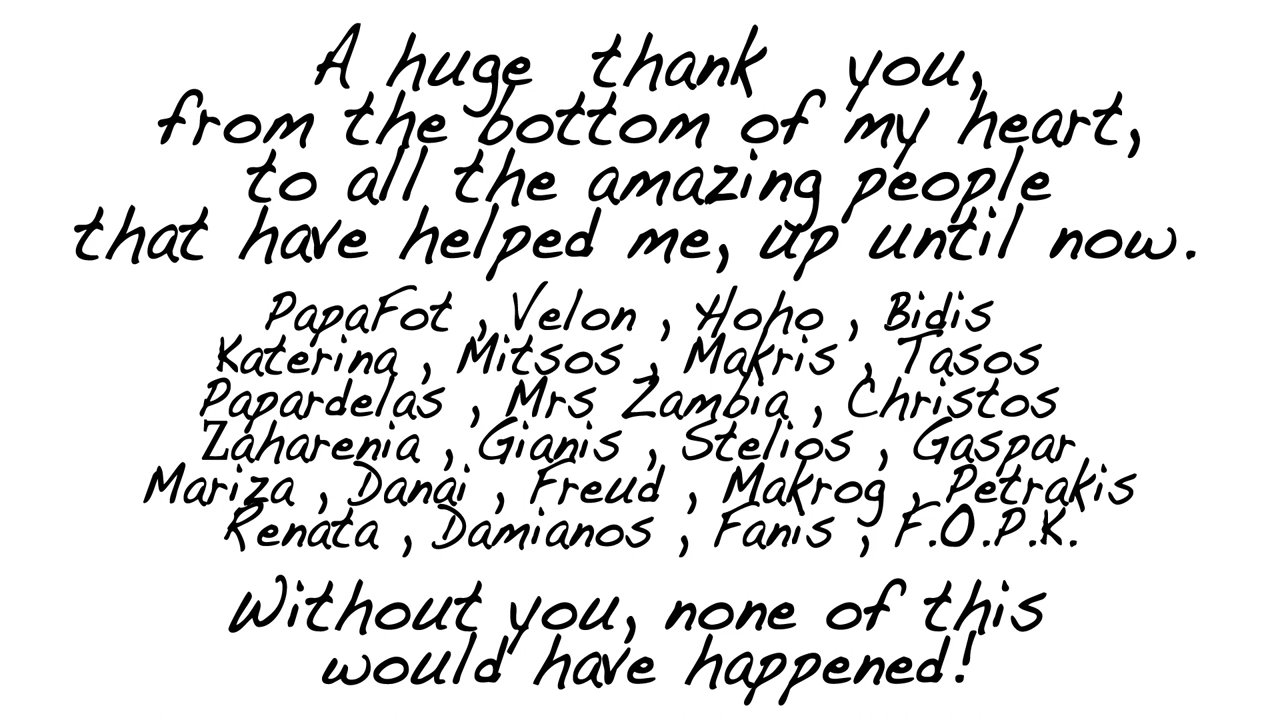 A huge thank you,
from the bottom of my heart,
to all the amazing people
that have helped me, up until now.
PapaFot , Velon , Hoho , Bidis
Katerina , Mitsos , Makris , Tasos
Papardelas , Mrs Zambia , Christos
Zaharenia , Gianis , Stelios , Gaspar
Mariza , Danai , Freud , Makrog , Petrakis
Renata , Damianos , Fanis , F.O.P.K.
Without you, none of this
would have happened!